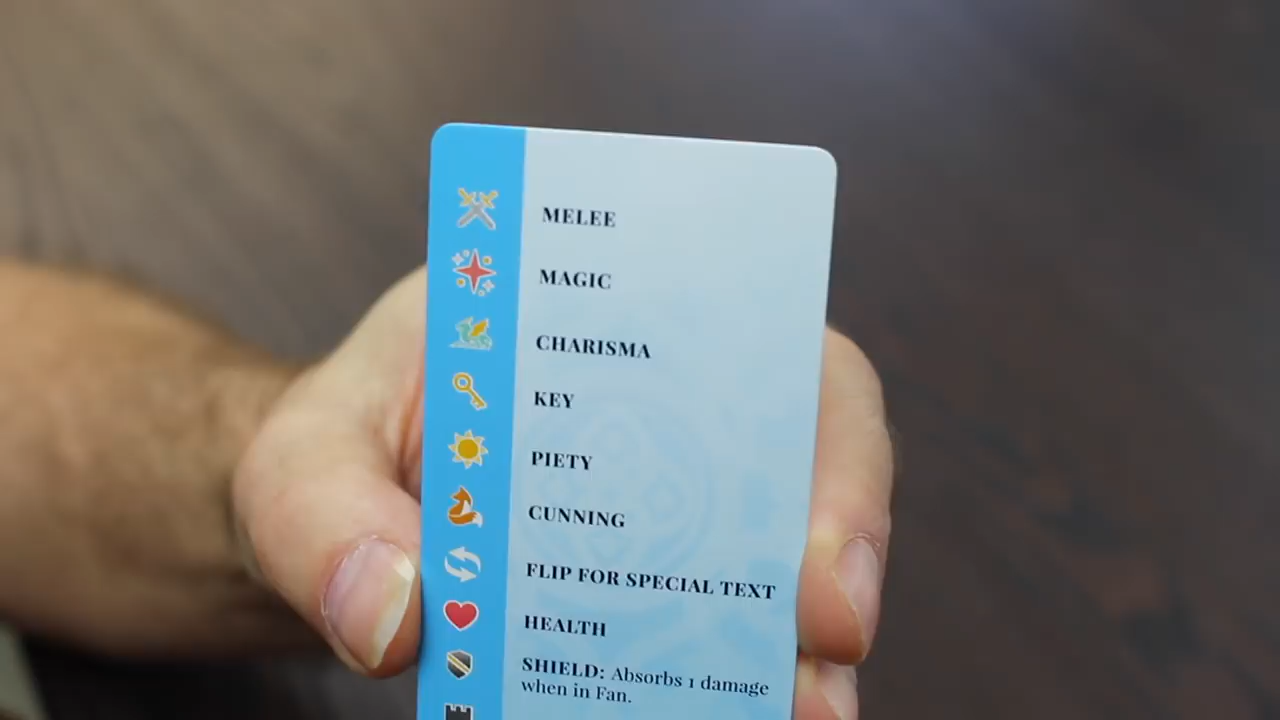 MELEE
MAGIC
CHARISMA
KEY
PIETY
CUNNING
FLIP FOR SPECIAL TEXT
HEALTH
SHIELD: Absorbs 1 damage
when in Fan.